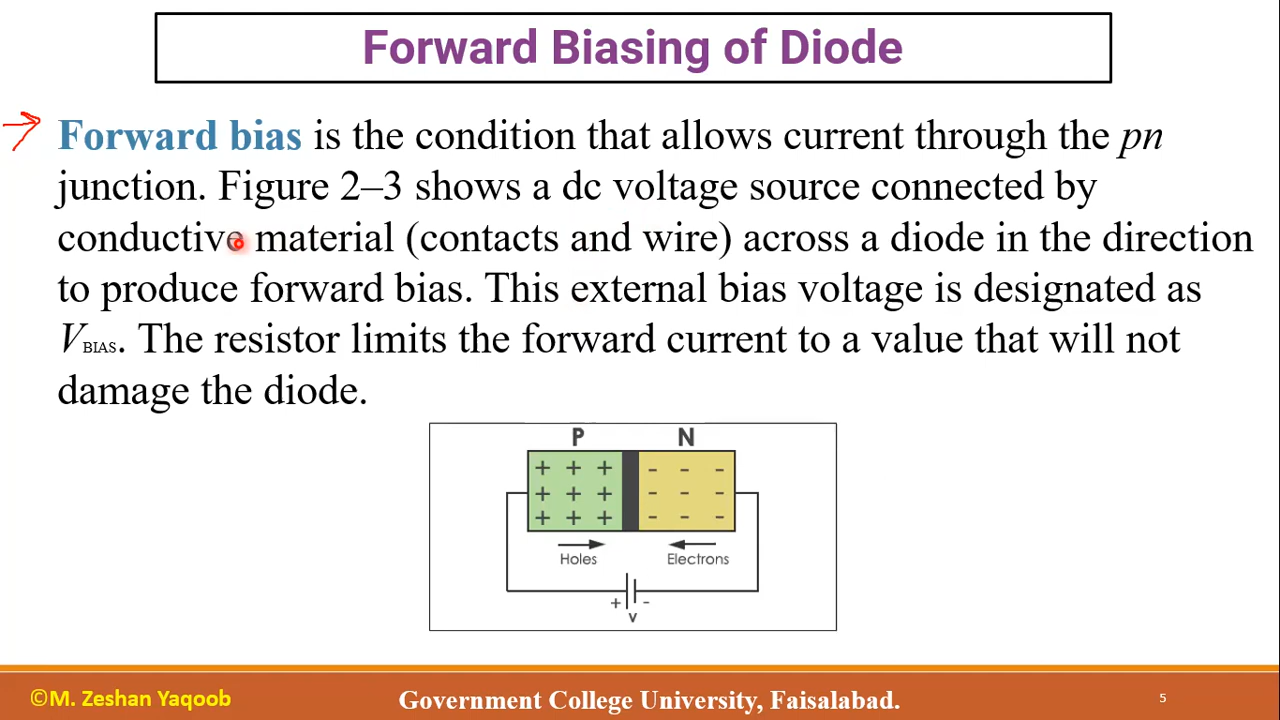 Forward Biasing of Diode
Forward bias is the condition that allows current through the pn
junction. Figure 2–3 shows a dc voltage source connected by
conductive material (contacts and wire) across a diode in the direction
to produce forward bias. This external bias voltage is designated as
VBIAS. The resistor limits the forward current to a value that will not
damage the diode.
P N
+ + + - - -
+ + + - - -
+ + + - - -
Holes Electrons
+ -
V
©M. Zeshan Yaqoob Government College University, Faisalabad. 5